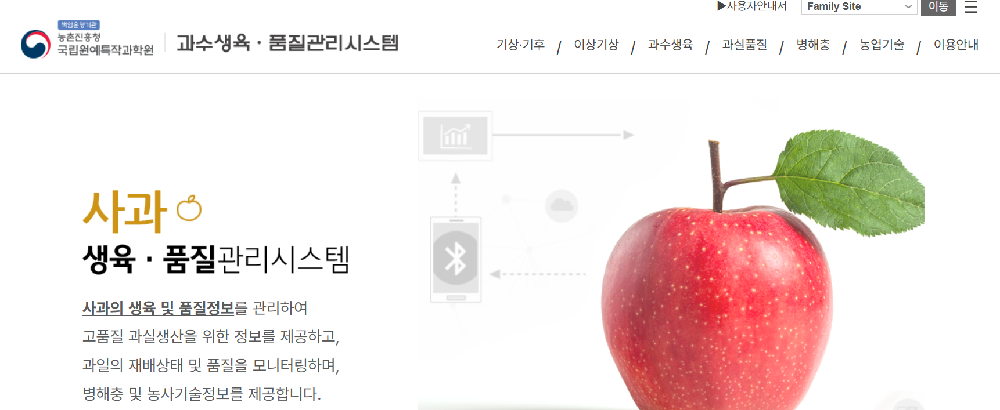 ▶사용자안내서 Family Site 이동
책임운영기관
농촌진흥청
국립원예특작과학원
과수생육 · 품질관리시스템
기상·기후 / 이상기상 / 과수생육 / 과실품질 / 병해충 / 농업기술 / 이용안내
사과
생육 · 품질관리시스템
사과의 생육 및 품질정보를 관리하여
고품질 과실생산을 위한 정보를 제공하고,
과일의 재배상태 및 품질을 모니터링하며,
병해충 및 농사기술정보를 제공합니다.